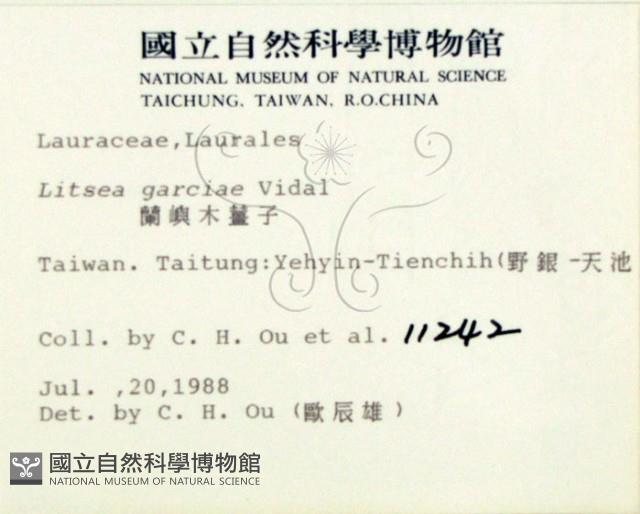 國立自然科學博物館
NATIONAL MUSEUM OF NATURAL SCIENCE
TAICHUNG, TAIWAN, R.O.CHINA
Lauraceae,Laurales
Litsea garciae Vidal
蘭嶼木薑子
Taiwan. Taitung:Yehyin-Tienchih(野銀-天池
Coll. by C. H. Ou et al. 11242
Jul. ,20,1988
Det. by C. H. Ou (歐辰雄)
國立自然科學博物館
NATIONAL MUSEUM OF NATURAL SCIENCE